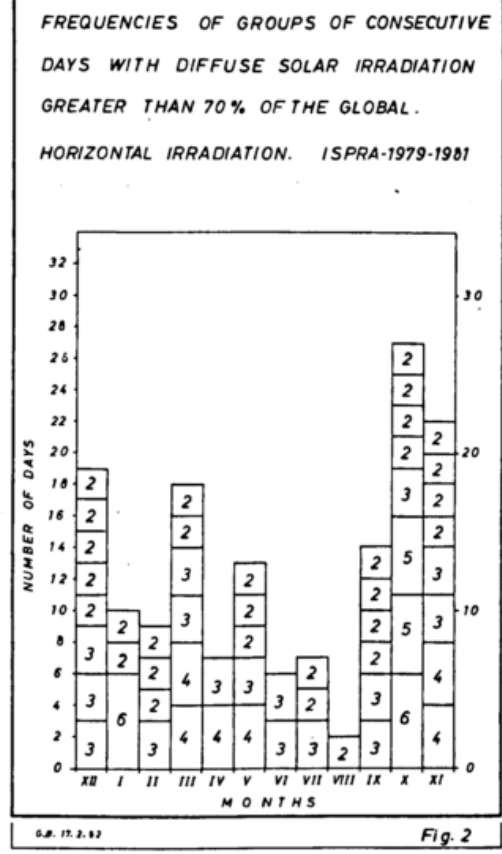 FREQUENCIES OF GROUPS OF CONSECUTIVE
DAYS WITH DIFFUSE SOLAR IRRADIATION
GREATER THAN 70% OF THE GLOBAL.
HORIZONTAL IRRADIATION. ISPRA-1979-1981
NUMBER OF DAYS
32
30 30
28
26
24
22
20 20
18
16
14
12
10 10
8
6
4
2
0 0
2 2 2 2 2 3 3 3
2 2 6
2 2 2 3
2 2 3 3 4 4
3 4
2 2 2 3 4
3 3
2 2 3
2
2 2 2 2 3 3
2 2 2 2 3 5 5 6
2 2 2 2 3 3 4 4
XII I II III IV V VI VII VIII IX X XI
MONTHS
G.B. 17.2.82 Fig. 2